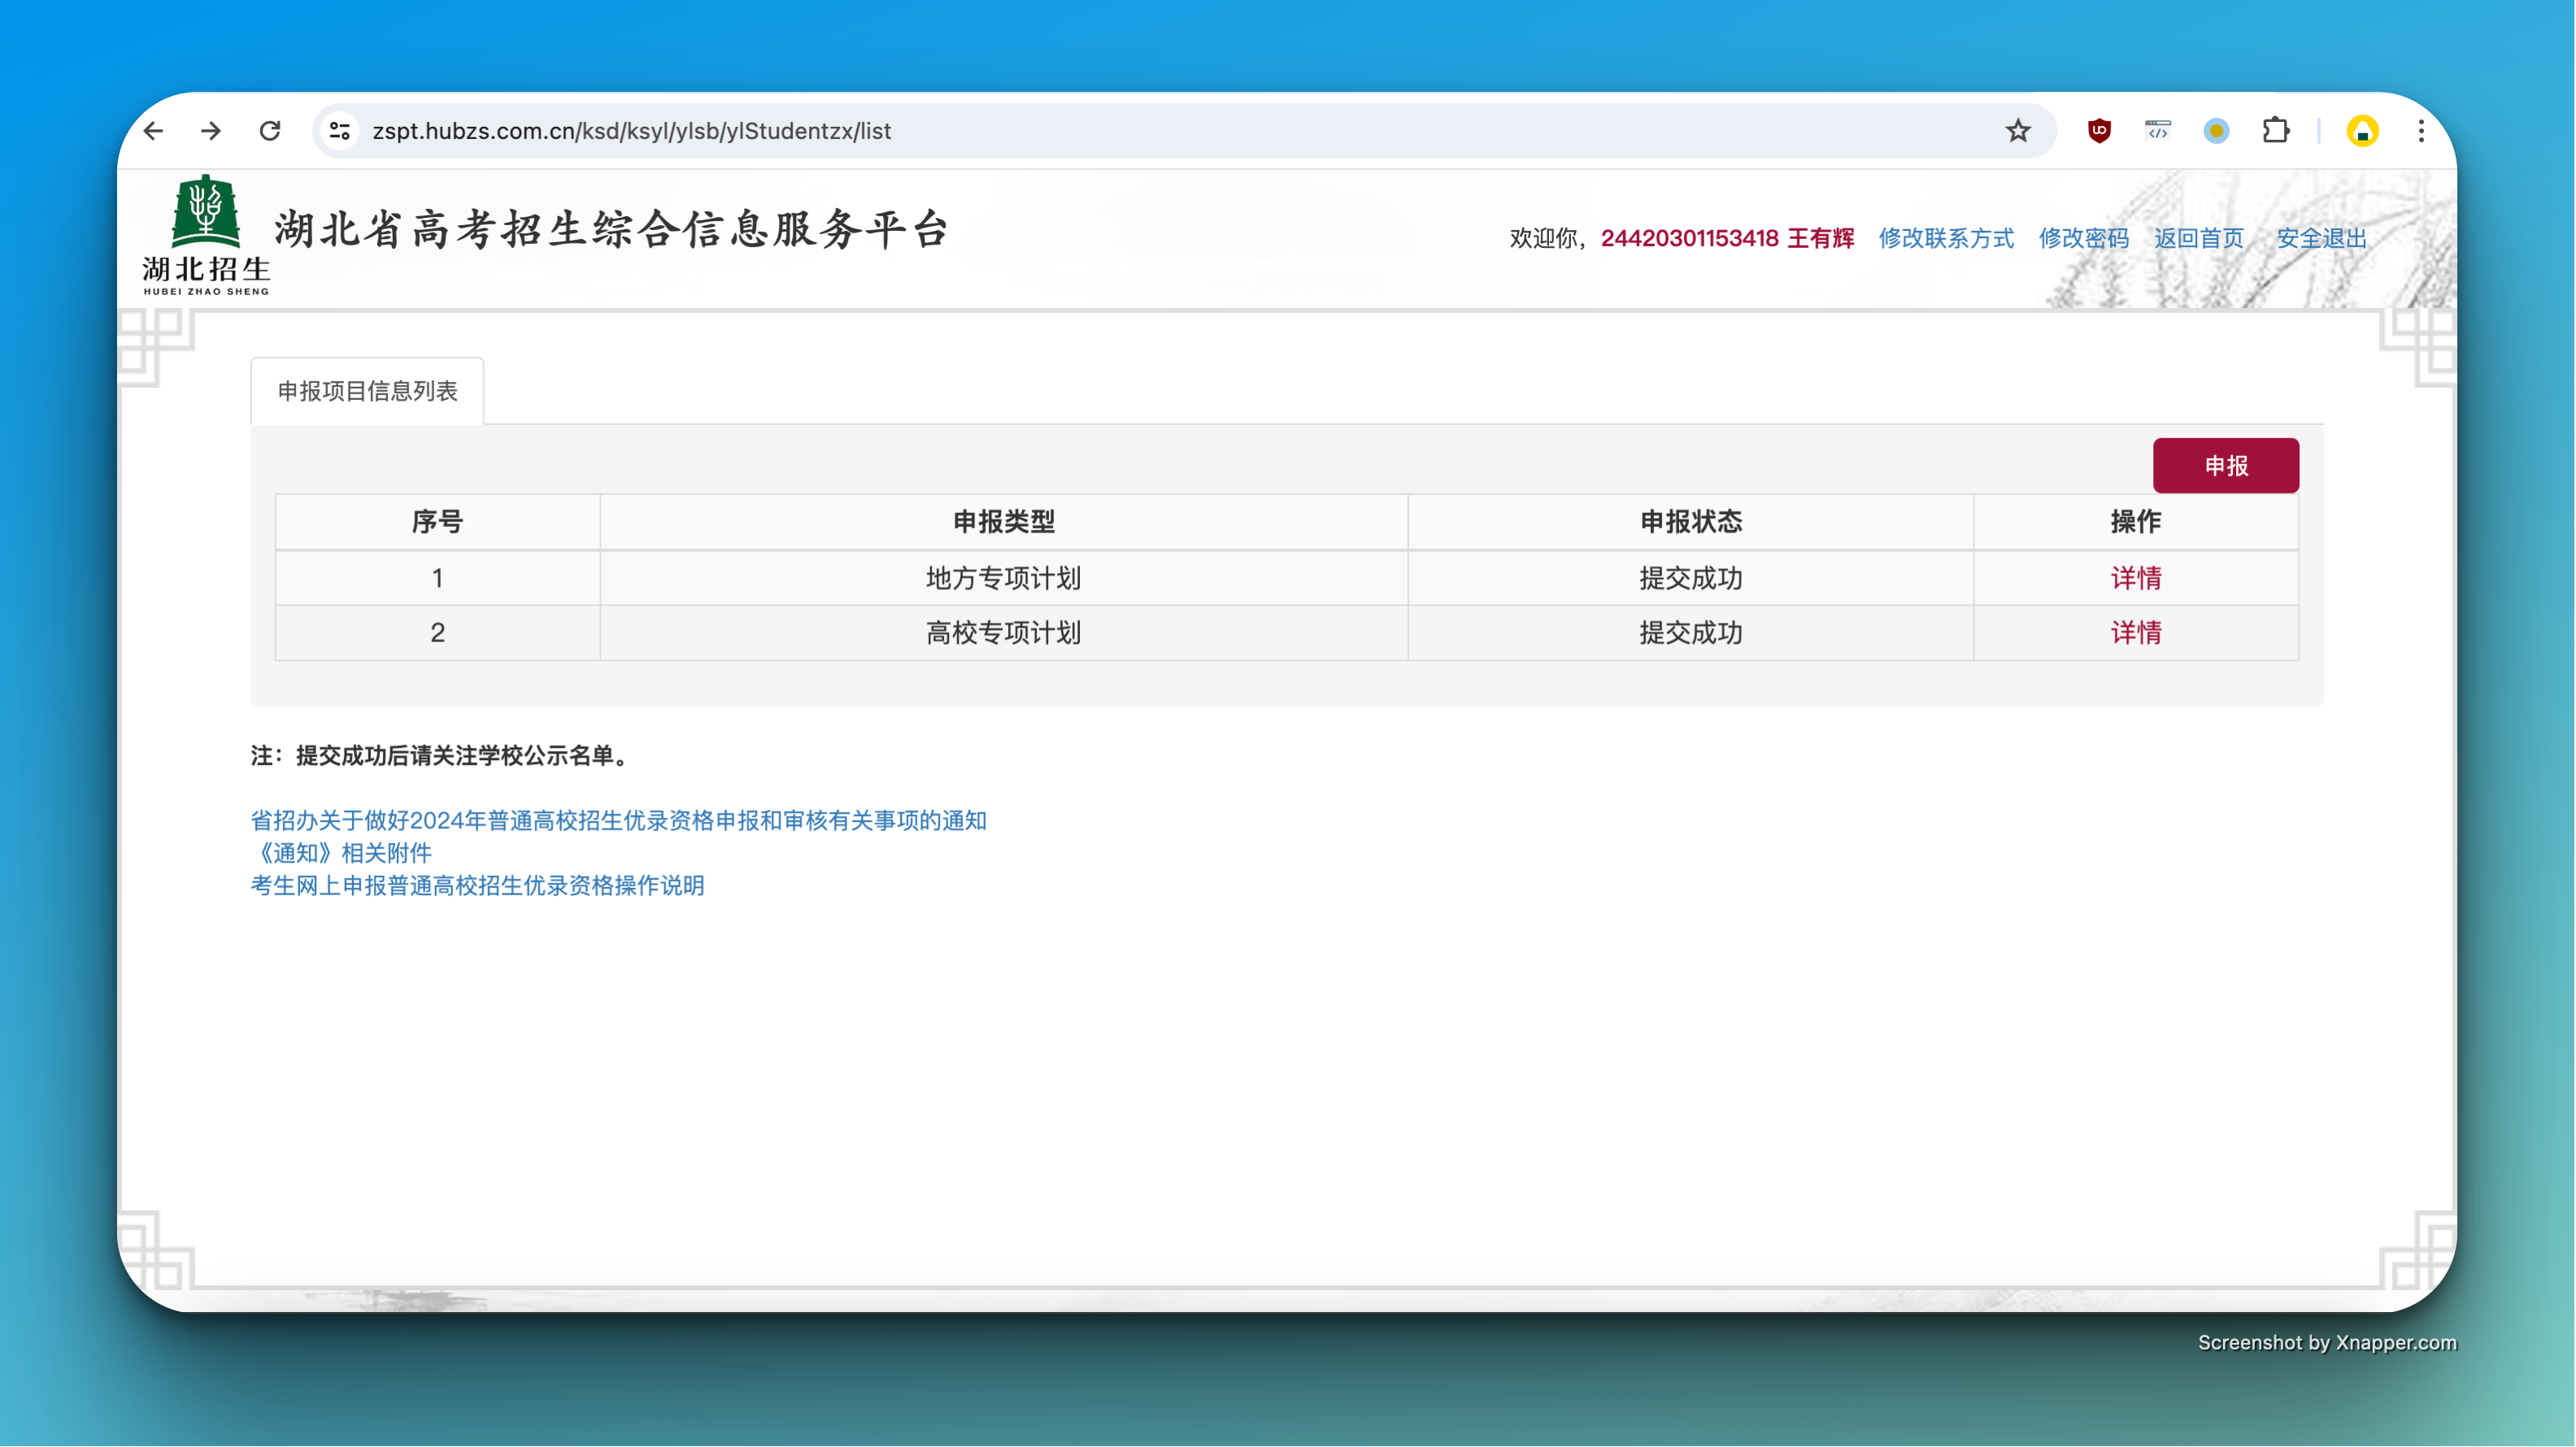 zspt.hubzs.com.cn/ksd/ksyl/ylsb/ylStudentzx/list
湖北招生
HUBEI ZHAO SHENG
湖北省高考招生综合信息服务平台
欢迎你，24420301153418 王有辉 修改联系方式 修改密码 返回首页 安全退出
申报项目信息列表
申报
序号 申报类型 申报状态 操作
1 地方专项计划 提交成功 详情
2 高校专项计划 提交成功 详情
注：提交成功后请关注学校公示名单。
省招办关于做好2024年普通高校招生优录资格申报和审核有关事项的通知
《通知》相关附件
考生网上申报普通高校招生优录资格操作说明
Screenshot by Xnapper.com